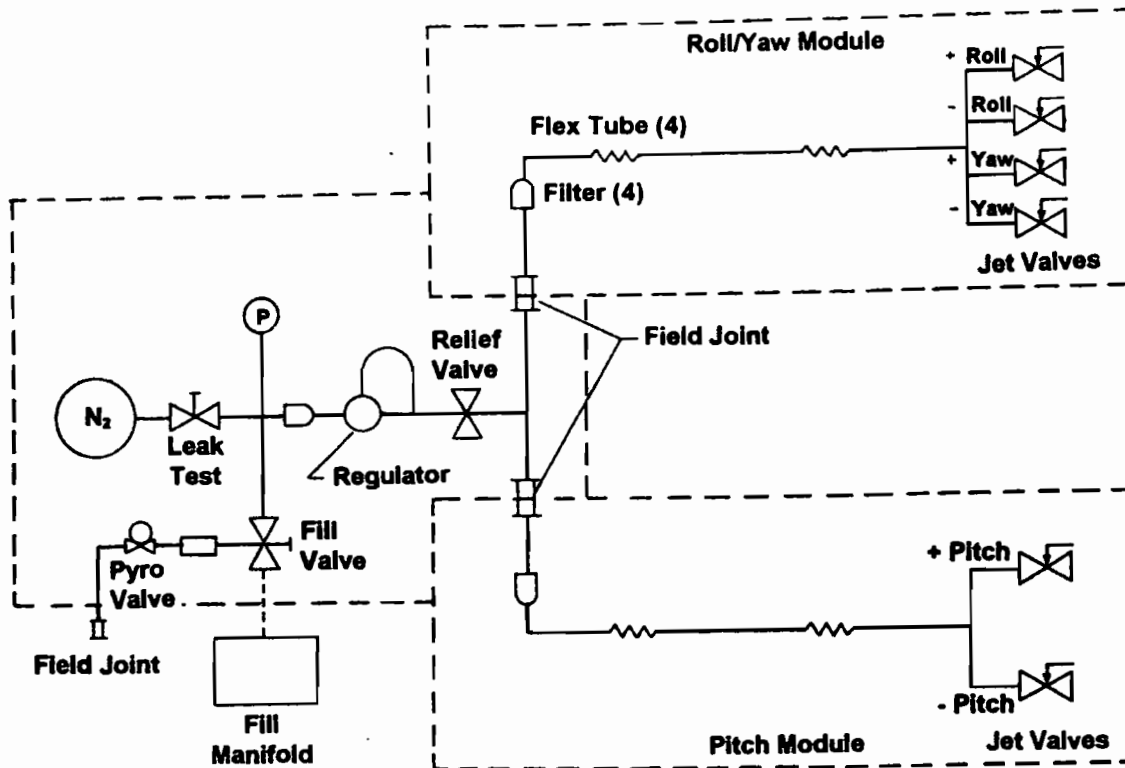 Roll/Yaw Module
+ Roll
- Roll
+ Yaw
- Yaw
Jet Valves
Flex Tube (4)
Filter (4)
P
Relief
Valve
Field Joint
N2
Leak
Test
Regulator
Fill
Valve
Pyro
Valve
Field Joint
Fill
Manifold
+ Pitch
- Pitch
Pitch Module
Jet Valves